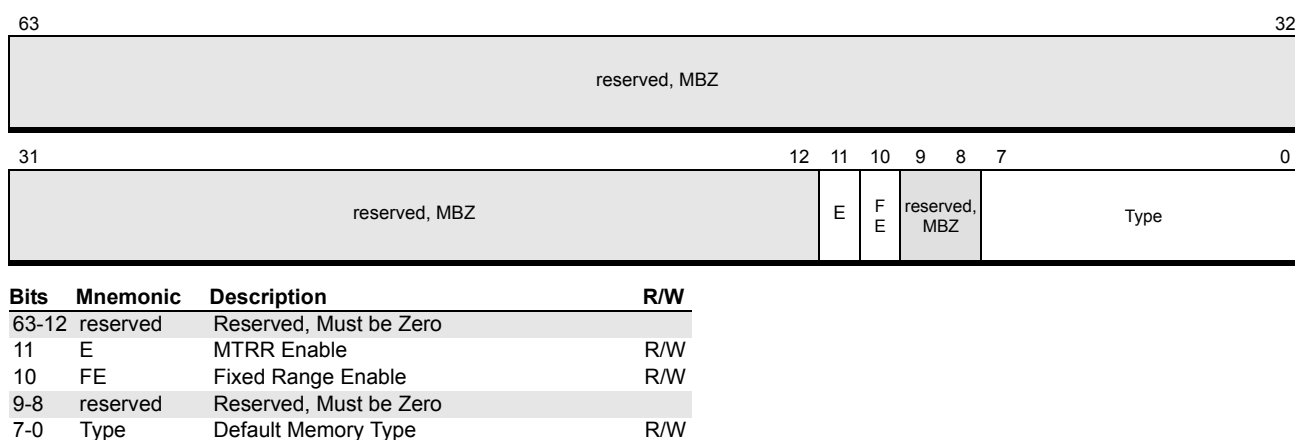 63 32
reserved, MBZ
31 12 11 10 9 8 7 0
reserved, MBZ E F E reserved, MBZ Type
Bits Mnemonic Description R/W
63-12 reserved Reserved, Must be Zero
11 E MTRR Enable R/W
10 FE Fixed Range Enable R/W
9-8 reserved Reserved, Must be Zero
7-0 Type Default Memory Type R/W